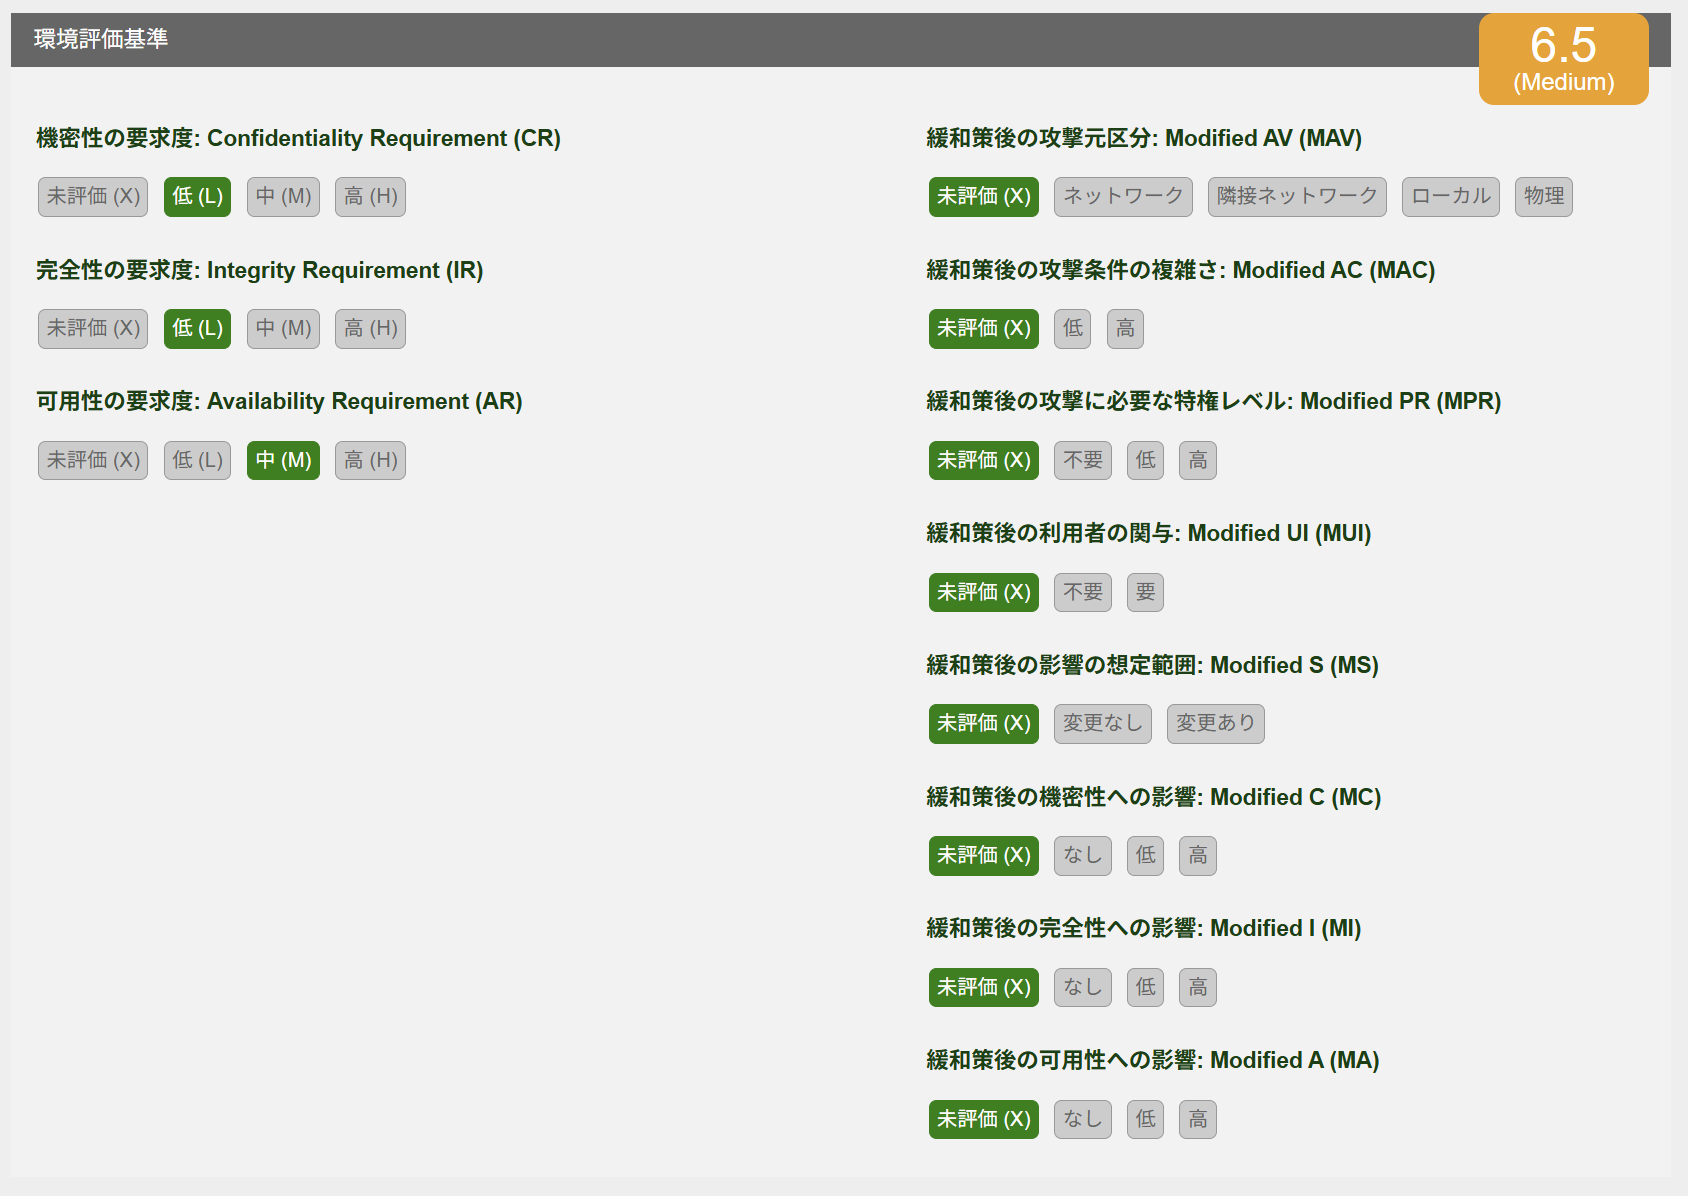 環境評価基準
6.5
(Medium)
機密性の要求度: Confidentiality Requirement (CR)
未評価 (X) 低 (L) 中 (M) 高 (H)
完全性の要求度: Integrity Requirement (IR)
未評価 (X) 低 (L) 中 (M) 高 (H)
可用性の要求度: Availability Requirement (AR)
未評価 (X) 低 (L) 中 (M) 高 (H)
緩和策後の攻撃元区分: Modified AV (MAV)
未評価 (X) ネットワーク 隣接ネットワーク ローカル 物理
緩和策後の攻撃条件の複雑さ: Modified AC (MAC)
未評価 (X) 低 高
緩和策後の攻撃に必要な特権レベル: Modified PR (MPR)
未評価 (X) 不要 低 高
緩和策後の利用者の関与: Modified UI (MUI)
未評価 (X) 不要 要
緩和策後の影響の想定範囲: Modified S (MS)
未評価 (X) 変更なし 変更あり
緩和策後の機密性への影響: Modified C (MC)
未評価 (X) なし 低 高
緩和策後の完全性への影響: Modified I (MI)
未評価 (X) なし 低 高
緩和策後の可用性への影響: Modified A (MA)
未評価 (X) なし 低 高